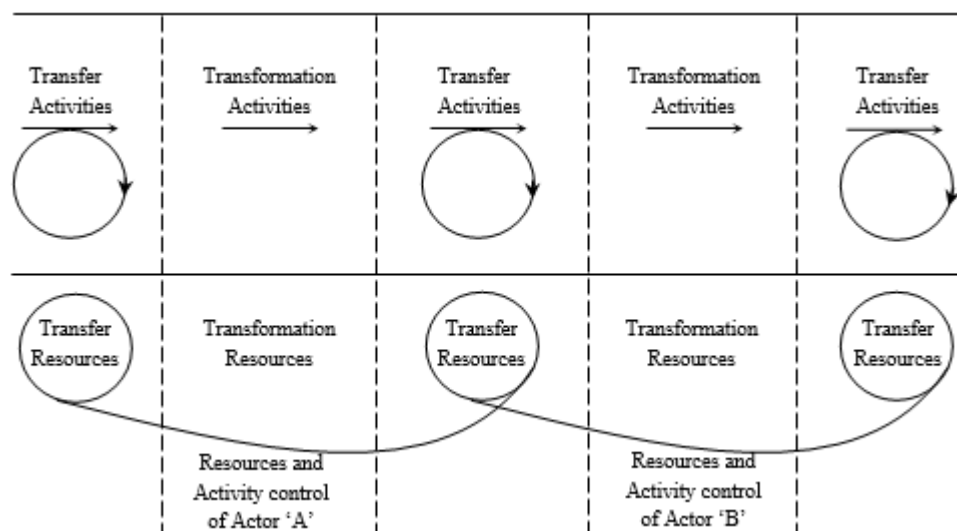 Transfer
Activities
Transformation
Activities
Transfer
Activities
Transformation
Activities
Transfer
Activities
Transfer
Resources
Transformation
Resources
Transfer
Resources
Transformation
Resources
Transfer
Resources
Resources and
Activity control
of Actor ‘A’
Resources and
Activity control
of Actor ‘B’